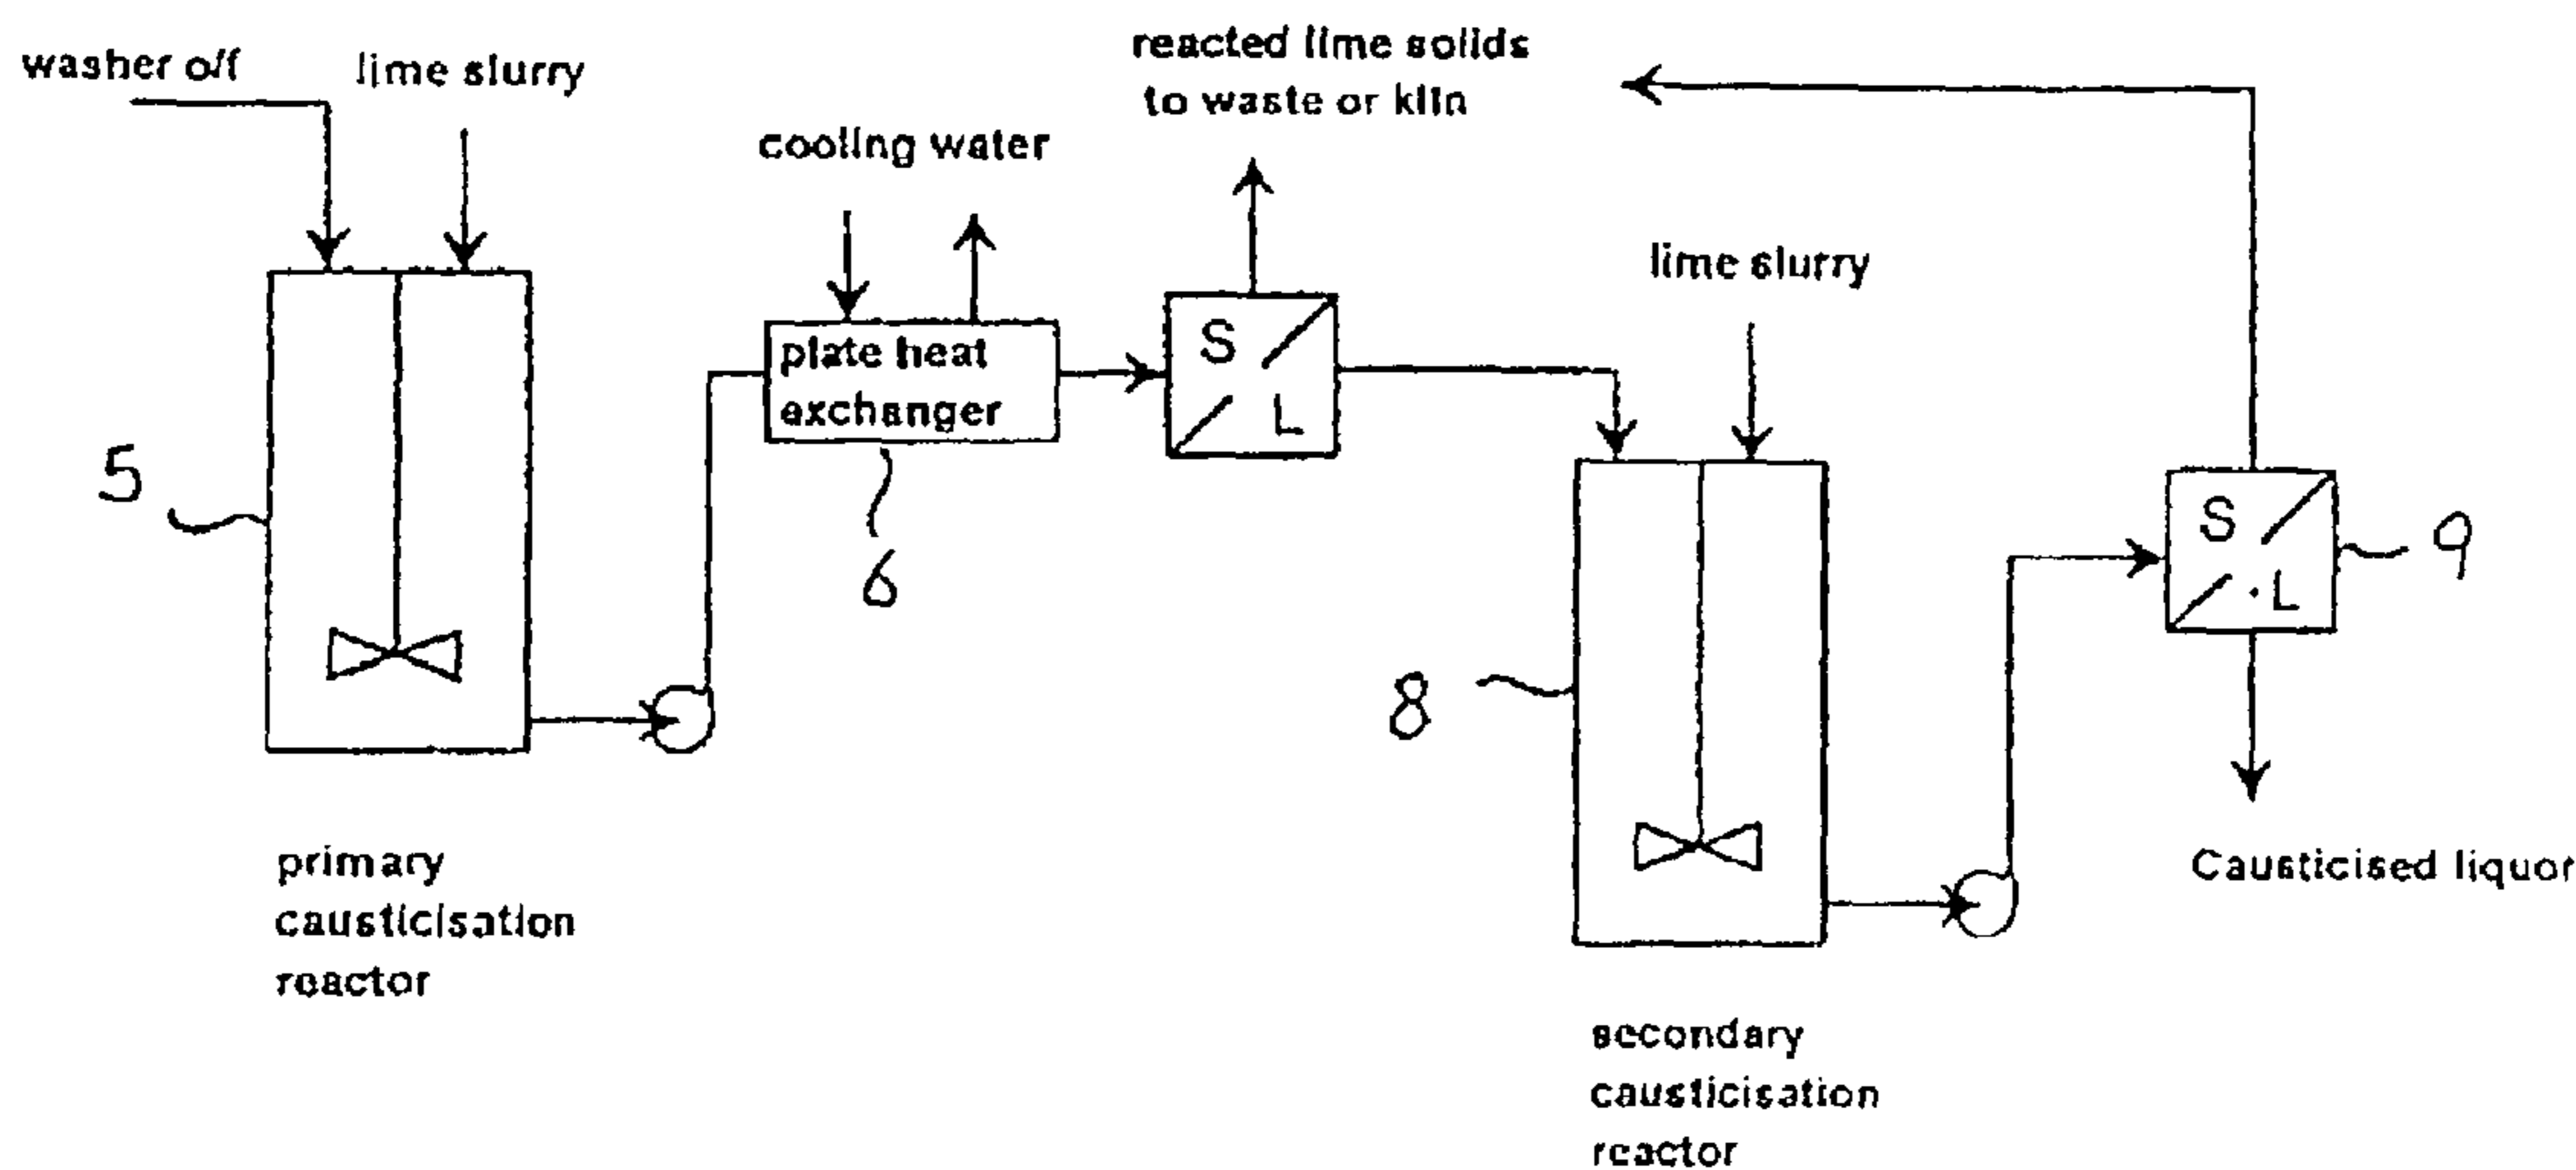 washer o/f
lime slurry
cooling water
reacted lime solids
to waste or kiln
plate heat
exchanger
S
L
lime slurry
5
6
8
S
L
9
primary
causticisation
reactor
Causticised liquor
secondary
causticisation
reactor